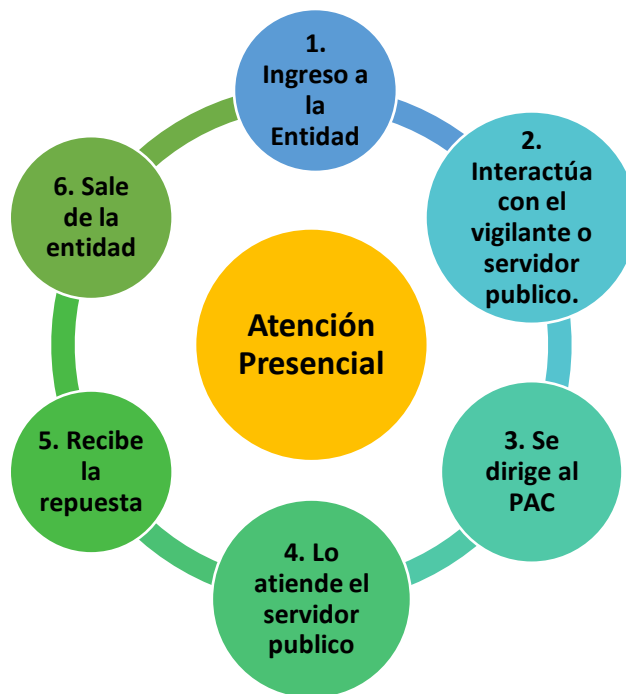 1.
Ingreso a
la
Entidad
2.
Interactúa
con el
vigilante o
servidor
publico.
3. Se
dirige al
PAC
4. Lo
atiende el
servidor
publico
5. Recibe
la
repuesta
6. Sale
de la
entidad
Atención
Presencial